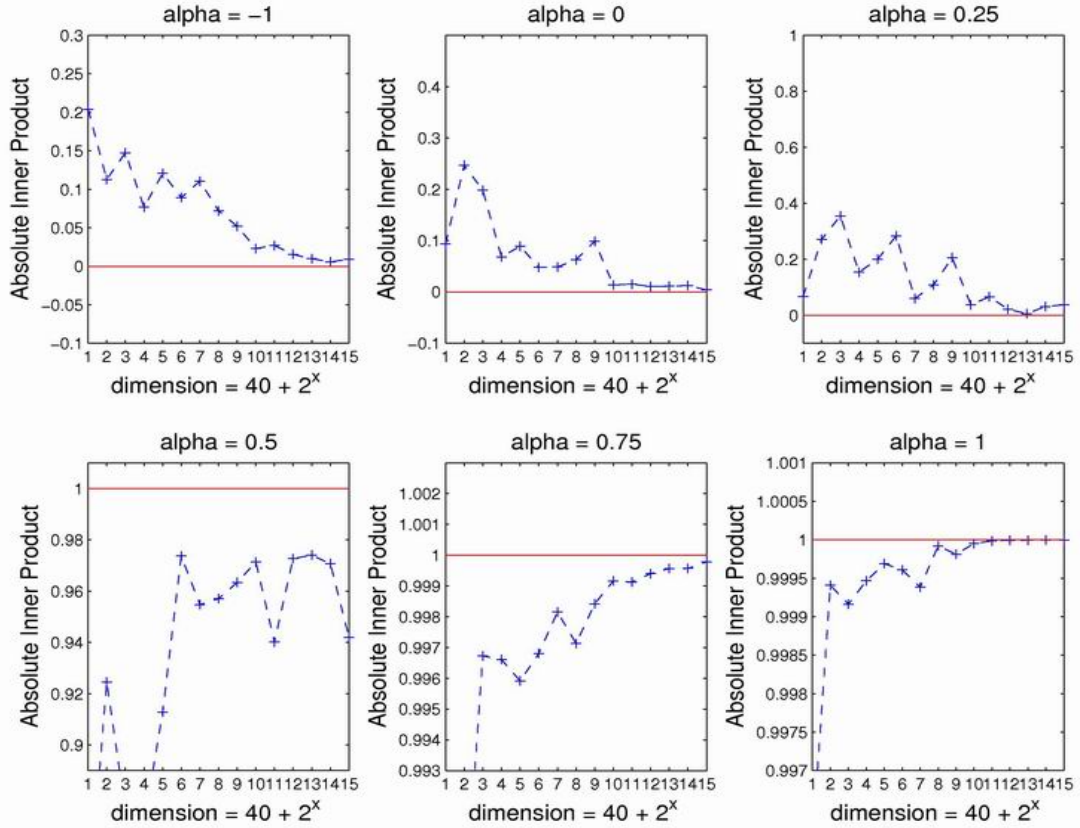 alpha = −1
0.3
0.25
0.2
0.15
0.1
0.05
0
−0.05
−0.1
Absolute Inner Product
1 2 3 4 5 6 7 8 9 10 11 12 13 14 15
dimension = 40 + 2^x
alpha = 0
0.4
0.3
0.2
0.1
0
−0.1
Absolute Inner Product
1 2 3 4 5 6 7 8 9 10 11 12 13 14 15
dimension = 40 + 2^x
alpha = 0.25
1
0.8
0.6
0.4
0.2
0
Absolute Inner Product
1 2 3 4 5 6 7 8 9 10 11 12 13 14 15
dimension = 40 + 2^x
alpha = 0.5
1
0.98
0.96
0.94
0.92
0.9
Absolute Inner Product
1 2 3 4 5 6 7 8 9 10 11 12 13 14 15
dimension = 40 + 2^x
alpha = 0.75
1.002
1.001
1
0.999
0.998
0.997
0.996
0.995
0.994
0.993
Absolute Inner Product
1 2 3 4 5 6 7 8 9 10 11 12 13 14 15
dimension = 40 + 2^x
alpha = 1
1.001
1.0005
1
0.9995
0.999
0.9985
0.998
0.9975
0.997
Absolute Inner Product
1 2 3 4 5 6 7 8 9 10 11 12 13 14 15
dimension = 40 + 2^x